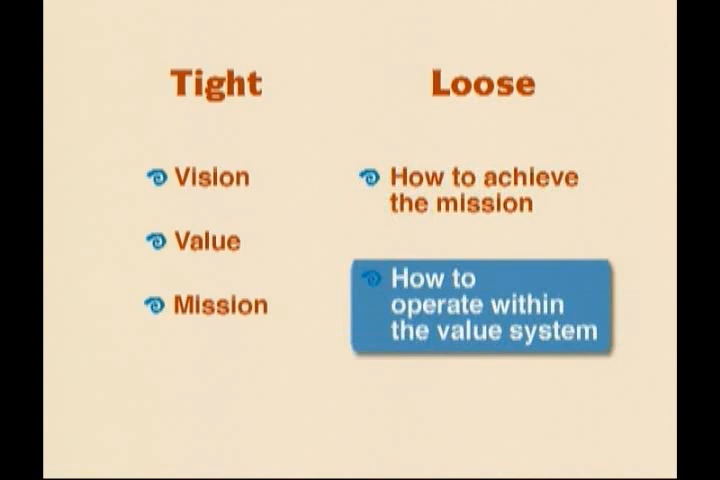 Tight
Vision
Value
Mission
Loose
How to achieve
the mission
How to
operate within
the value system